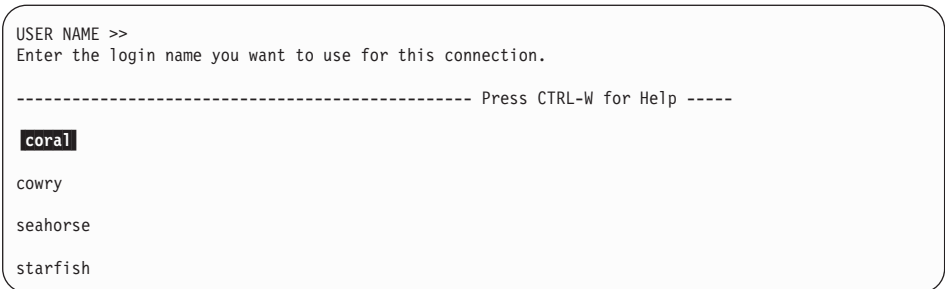 USER NAME >>
Enter the login name you want to use for this connection.
------------------------------------------------- Press CTRL-W for Help -----
coral
cowry
seahorse
starfish